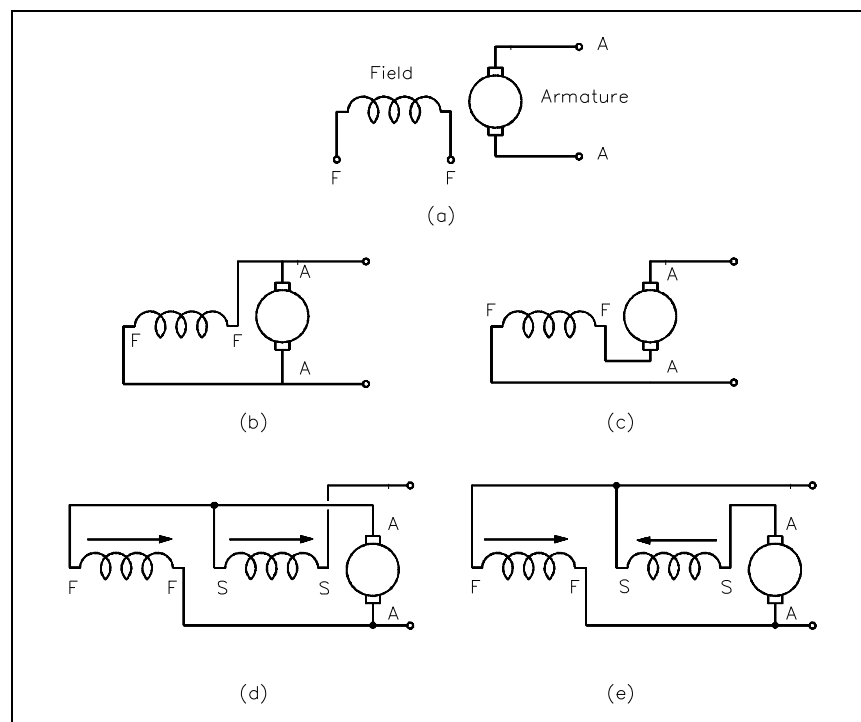 A
Field
Armature
F F A
(a)
A
F F
A
(b)
A
F F
A
(c)
A
F F S S
A
(d)
A
F F S S
A
(e)